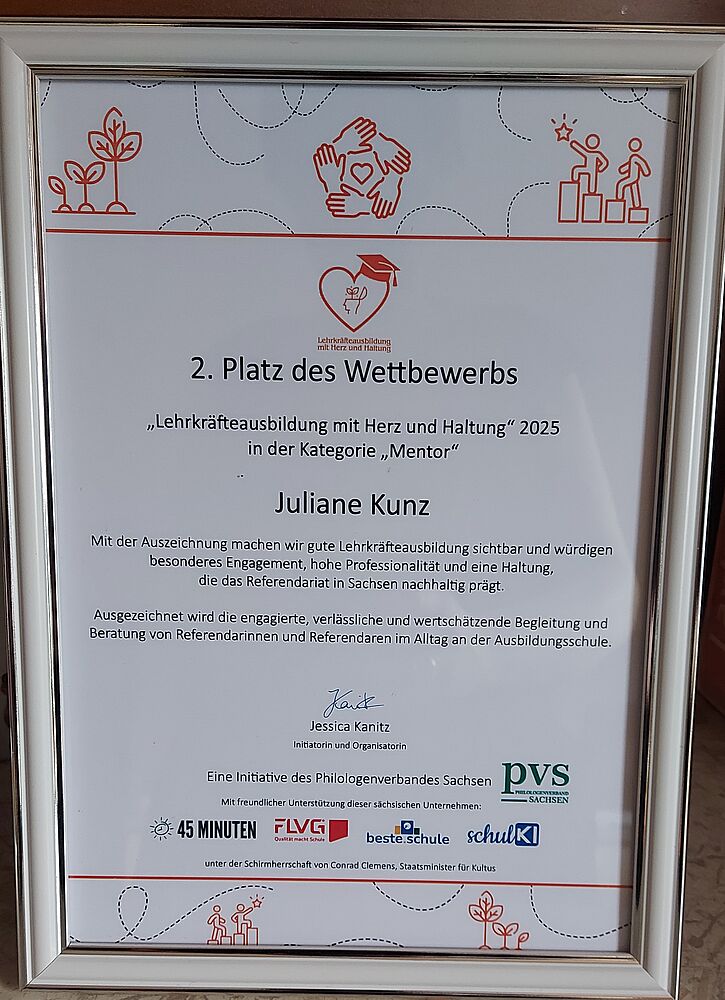 Lehrkräfteausbildung
mit Herz und Haltung
2. Platz des Wettbewerbs
„Lehrkräfteausbildung mit Herz und Haltung“ 2025
in der Kategorie „Mentor“
Juliane Kunz
Mit der Auszeichnung machen wir gute Lehrkräfteausbildung sichtbar und würdigen
besonderes Engagement, hohe Professionalität und eine Haltung,
die das Referendariat in Sachsen nachhaltig prägt.
Ausgezeichnet wird die engagierte, verlässliche und wertschätzende Begleitung und
Beratung von Referendarinnen und Referendaren im Alltag an der Ausbildungsschule.
Kanitz
Jessica Kanitz
Initiatorin und Organisatorin
Eine Initiative des Philologenverbandes Sachsen
pvs
PHILOLOGENVERBAND
SACHSEN
Mit freundlicher Unterstützung dieser sächsischen Unternehmen:
45 MINUTEN
FLVG
Qualität macht Schule
beste.schule
schulKI
unter der Schirmherrschaft von Conrad Clemens, Staatsminister für Kultus